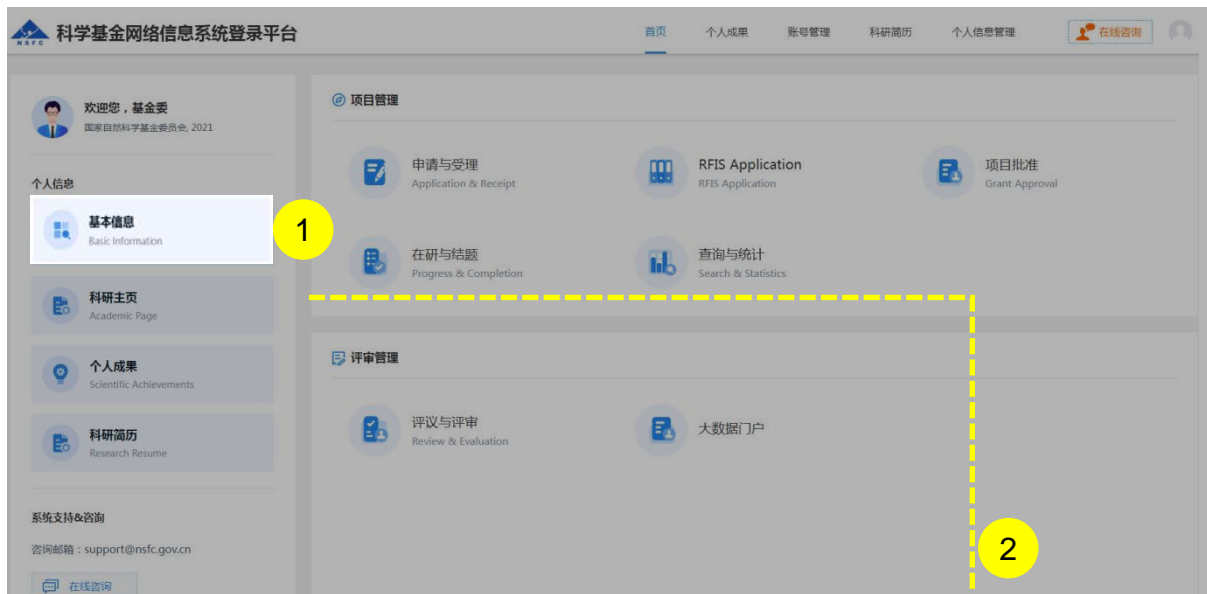 NSFC
科学基金网络信息系统登录平台
首页 个人成果 账号管理 科研简历 个人信息管理 在线咨询
欢迎您，基金委
国家自然科学基金委员会, 2021
个人信息
基本信息
Basic Information
1
科研主页
Academic Page
个人成果
Scientific Achievements
科研简历
Research Resume
系统支持&咨询
咨询邮箱：support@nsfc.gov.cn
在线咨询
项目管理
申请与受理
Application & Receipt
RFIS Application
RFIS Application
项目批准
Grant Approval
在研与结题
Progress & Completion
查询与统计
Search & Statistics
评审管理
评议与评审
Review & Evaluation
大数据门户
2